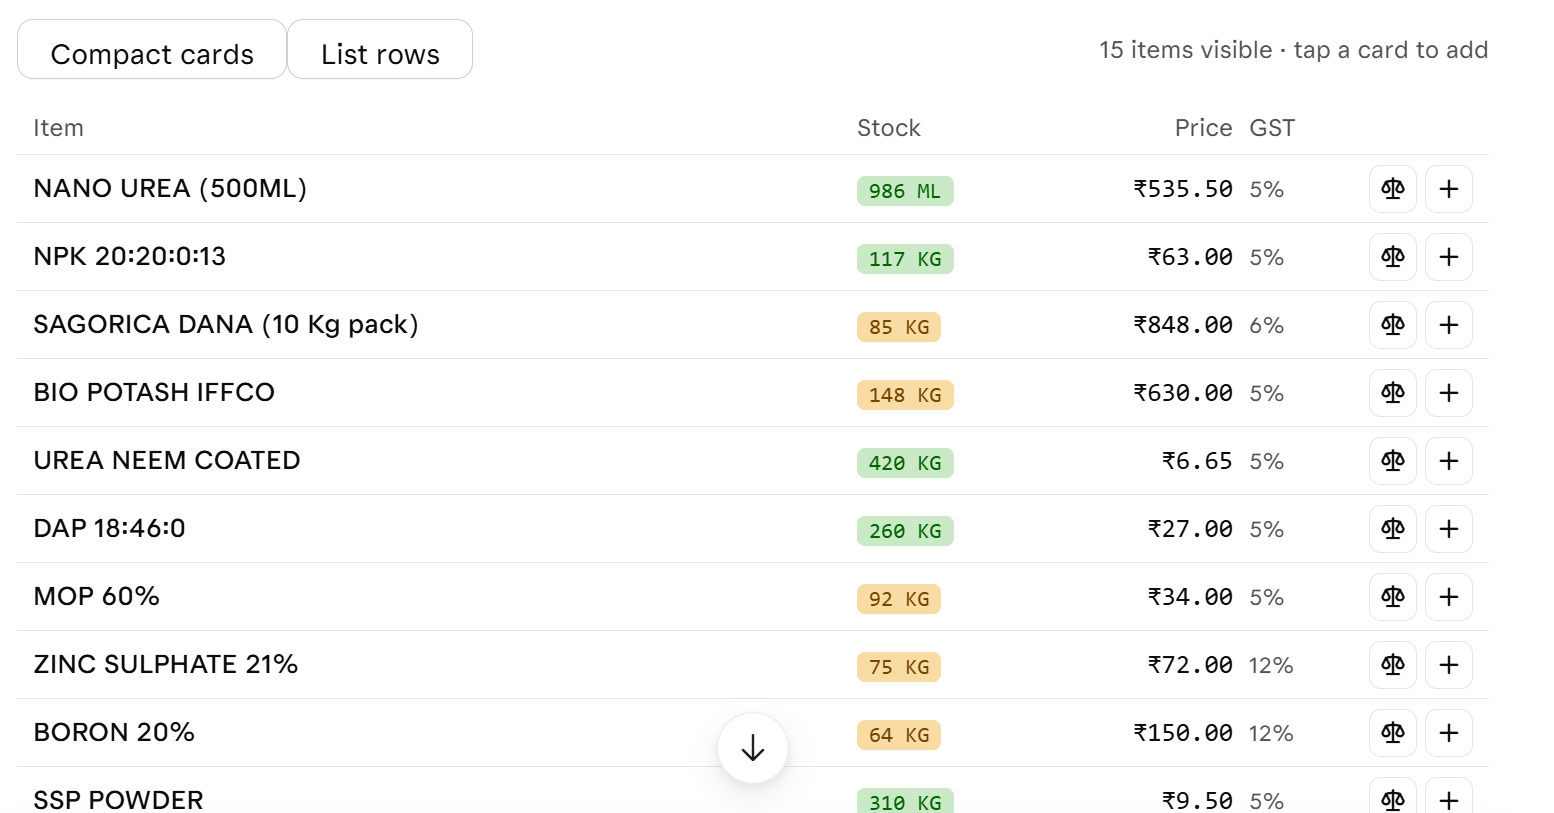 Compact cards List rows 15 items visible · tap a card to add
Item Stock Price GST
NANO UREA (500ML) 986 ML ₹535.50 5%
NPK 20:20:0:13 117 KG ₹63.00 5%
SAGORICA DANA (10 Kg pack) 85 KG ₹848.00 6%
BIO POTASH IFFCO 148 KG ₹630.00 5%
UREA NEEM COATED 420 KG ₹6.65 5%
DAP 18:46:0 260 KG ₹27.00 5%
MOP 60% 92 KG ₹34.00 5%
ZINC SULPHATE 21% 75 KG ₹72.00 12%
BORON 20% 64 KG ₹150.00 12%
SSP POWDER 310 KG ₹9.50 5%